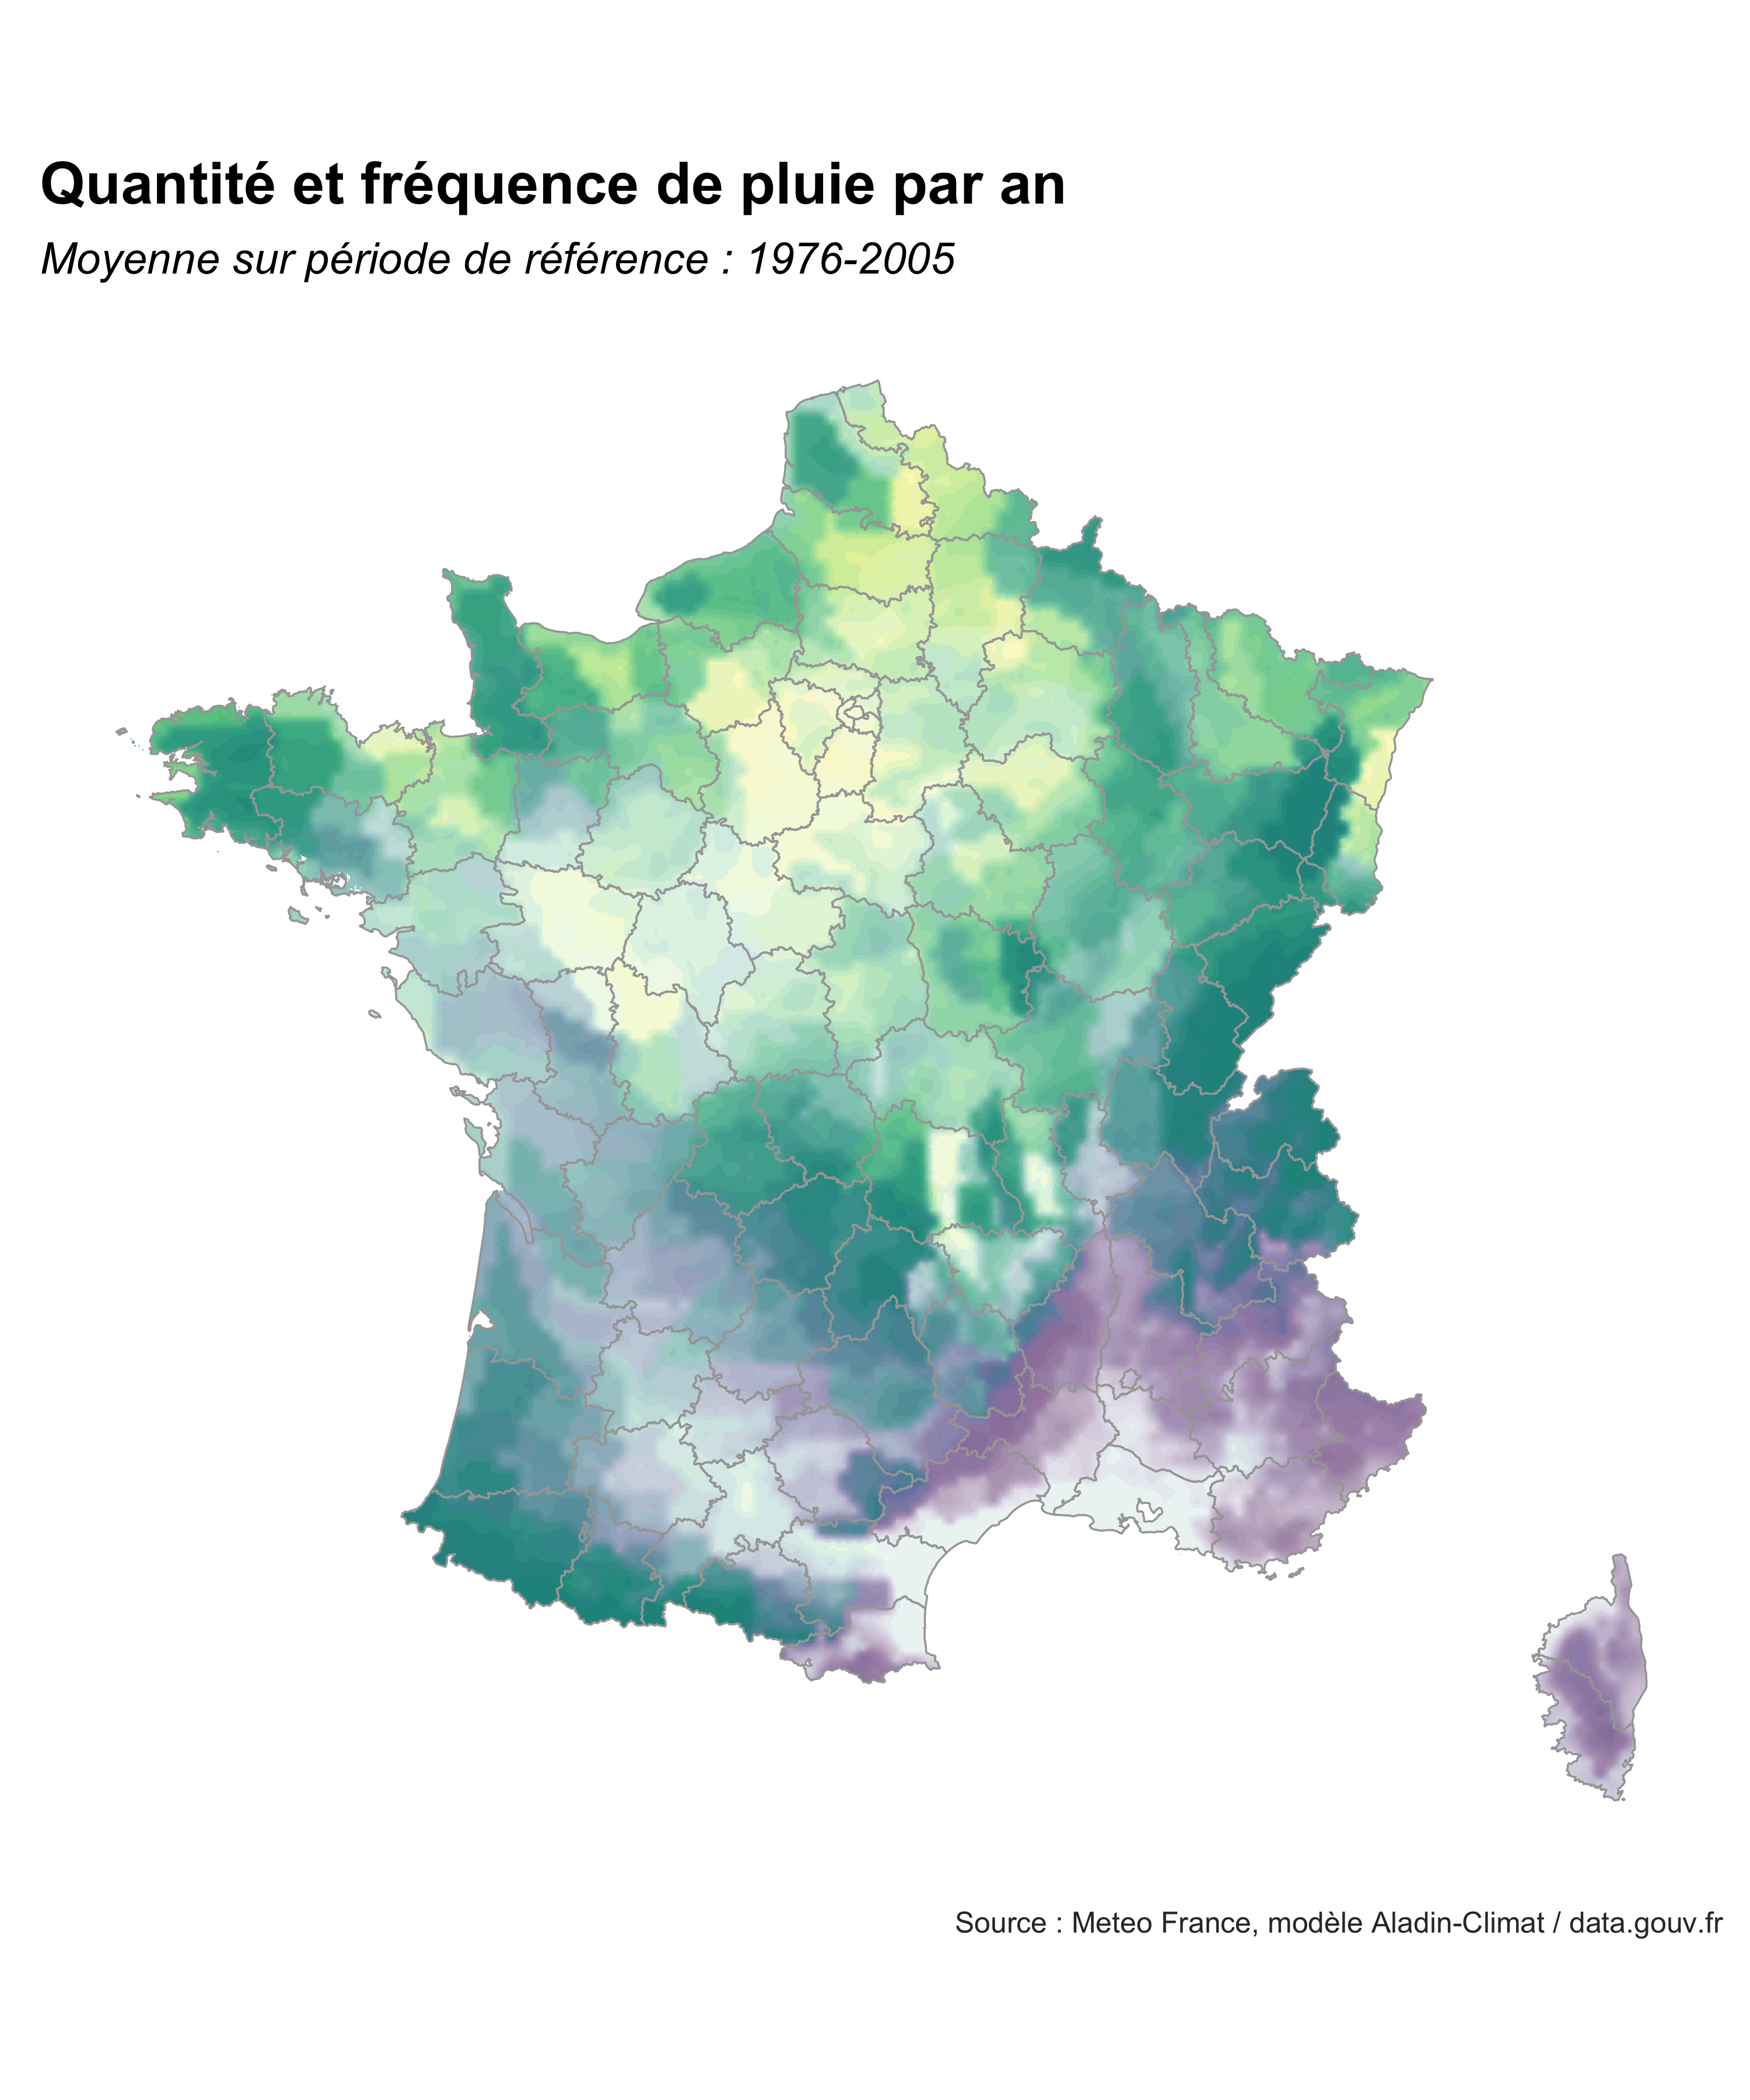 Quantité et fréquence de pluie par an
Moyenne sur période de référence : 1976-2005
Source : Meteo France, modèle Aladin-Climat / data.gouv.fr